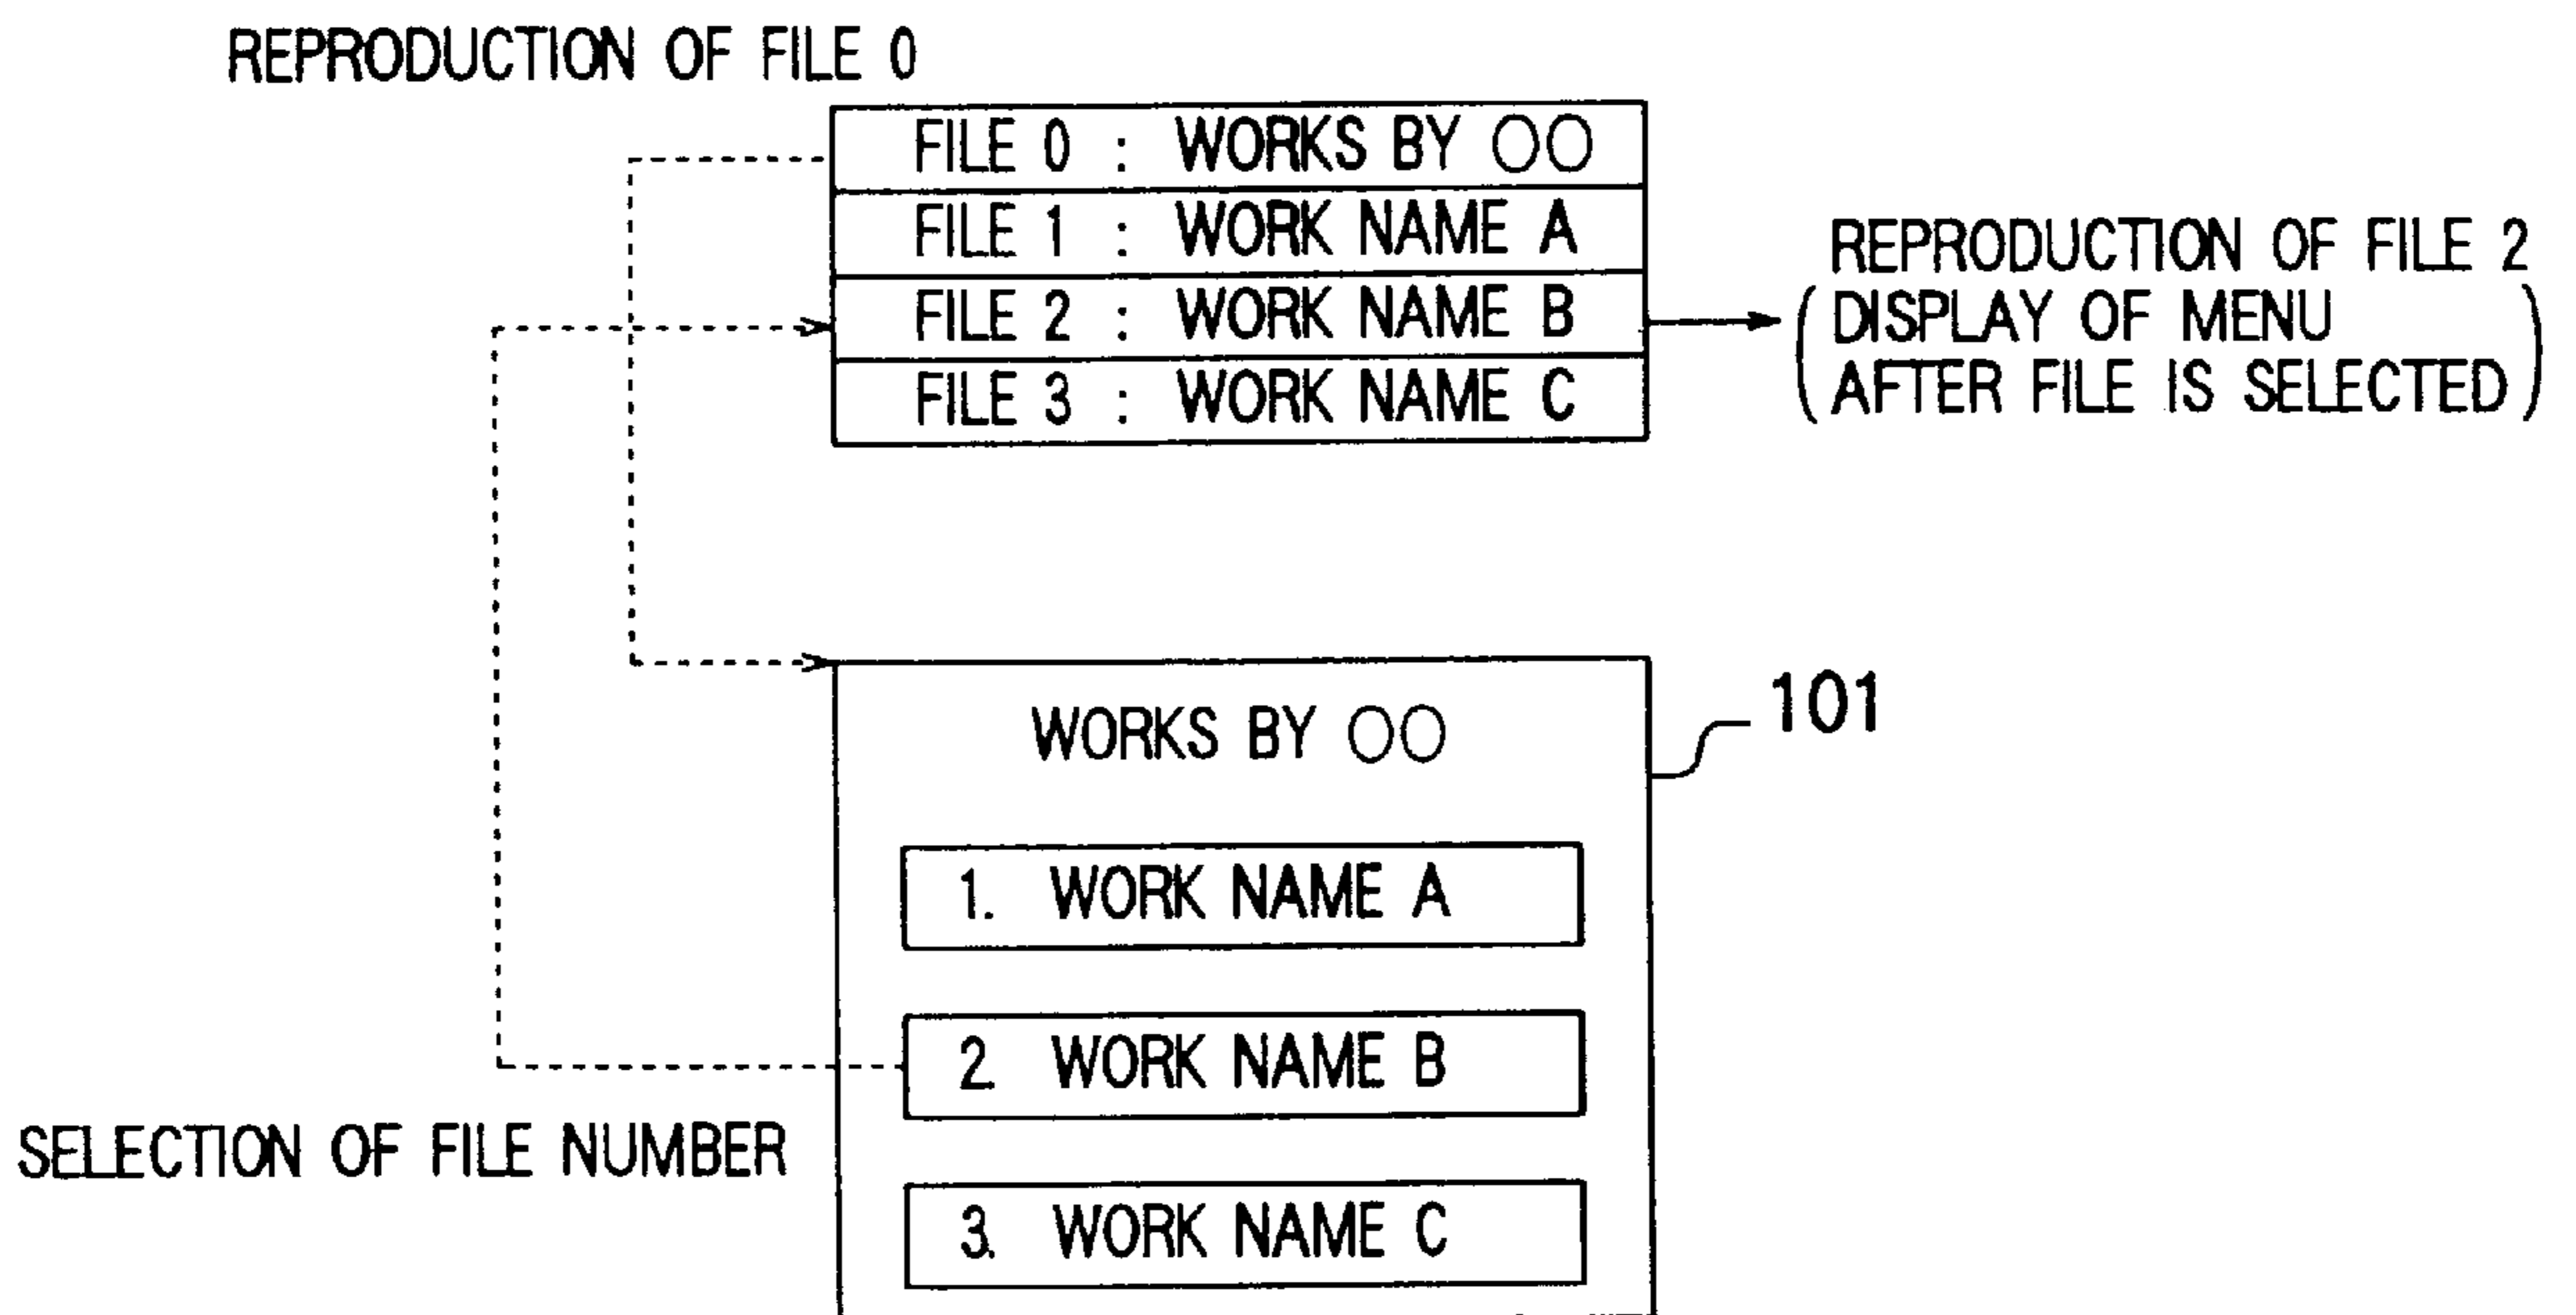 REPRODUCTION OF FILE 0
FILE 0 : WORKS BY ○○
FILE 1 : WORK NAME A
FILE 2 : WORK NAME B
FILE 3 : WORK NAME C
REPRODUCTION OF FILE 2
(DISPLAY OF MENU
AFTER FILE IS SELECTED)
101
WORKS BY ○○
1. WORK NAME A
2. WORK NAME B
3. WORK NAME C
SELECTION OF FILE NUMBER